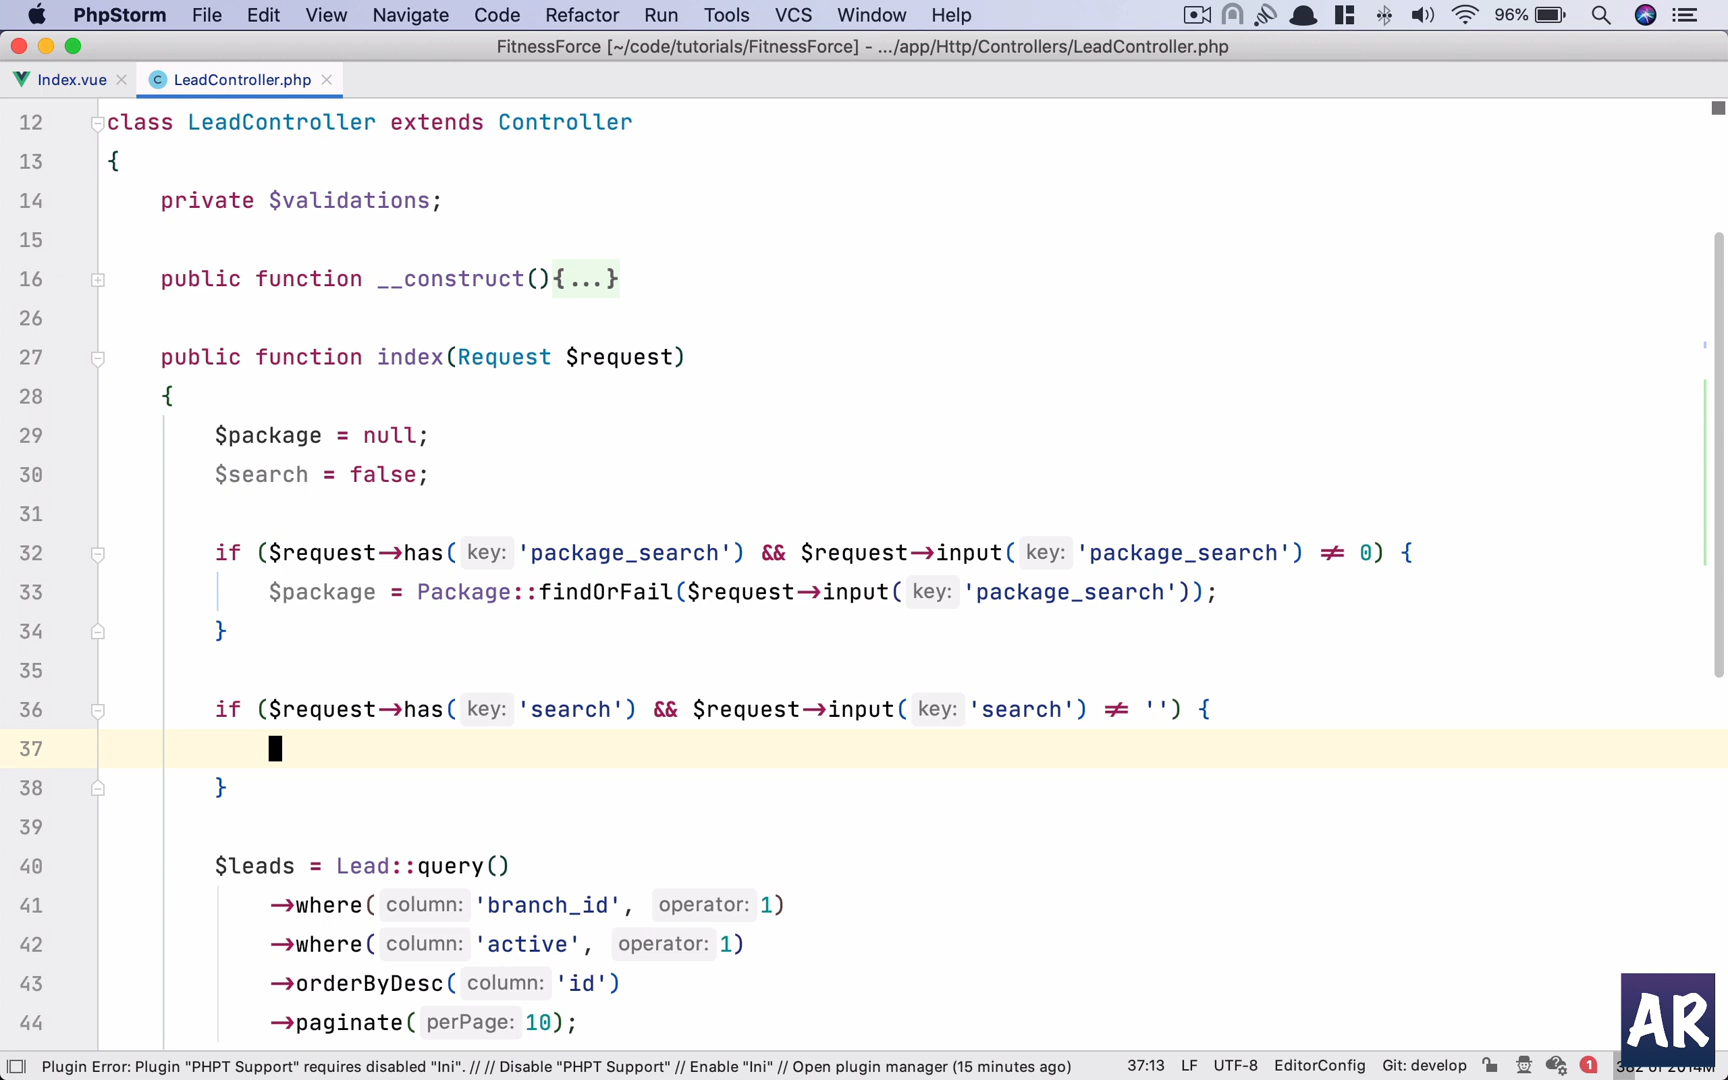 PhpStorm File Edit View Navigate Code Refactor Run Tools VCS Window Help 96%
FitnessForce [~/code/tutorials/FitnessForce] - .../app/Http/Controllers/LeadController.php
Index.vue LeadController.php
12 class LeadController extends Controller
13 {
14 private $validations;
15
16 public function __construct(){...}
26
27 public function index(Request $request)
28 {
29 $package = null;
30 $search = false;
31
32 if ($request->has( key: 'package_search') && $request->input( key: 'package_search') ≠ 0) {
33 $package = Package::findOrFail($request->input( key: 'package_search'));
34 }
35
36 if ($request->has( key: 'search') && $request->input( key: 'search') ≠ '') {
37
38 }
39
40 $leads = Lead::query()
41 ->where( column: 'branch_id', operator: 1)
42 ->where( column: 'active', operator: 1)
43 ->orderByDesc( column: 'id')
44 ->paginate( perPage: 10);
AR
Plugin Error: Plugin "PHPT Support" requires disabled "Ini". // // Disable "PHPT Support" // Enable "Ini" // Open plugin manager (15 minutes ago) 37:13 LF UTF-8 EditorConfig Git: develop 1